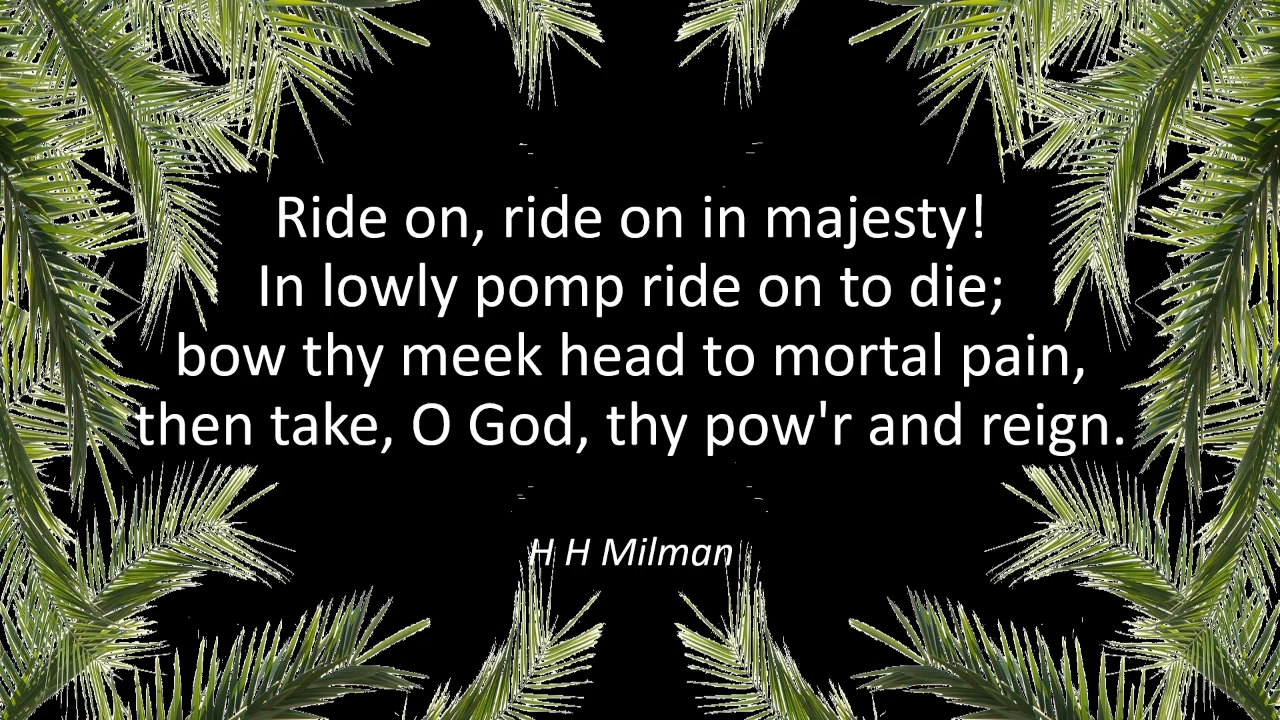 Ride on, ride on in majesty!
In lowly pomp ride on to die;
bow thy meek head to mortal pain,
then take, O God, thy pow'r and reign.
H H Milman